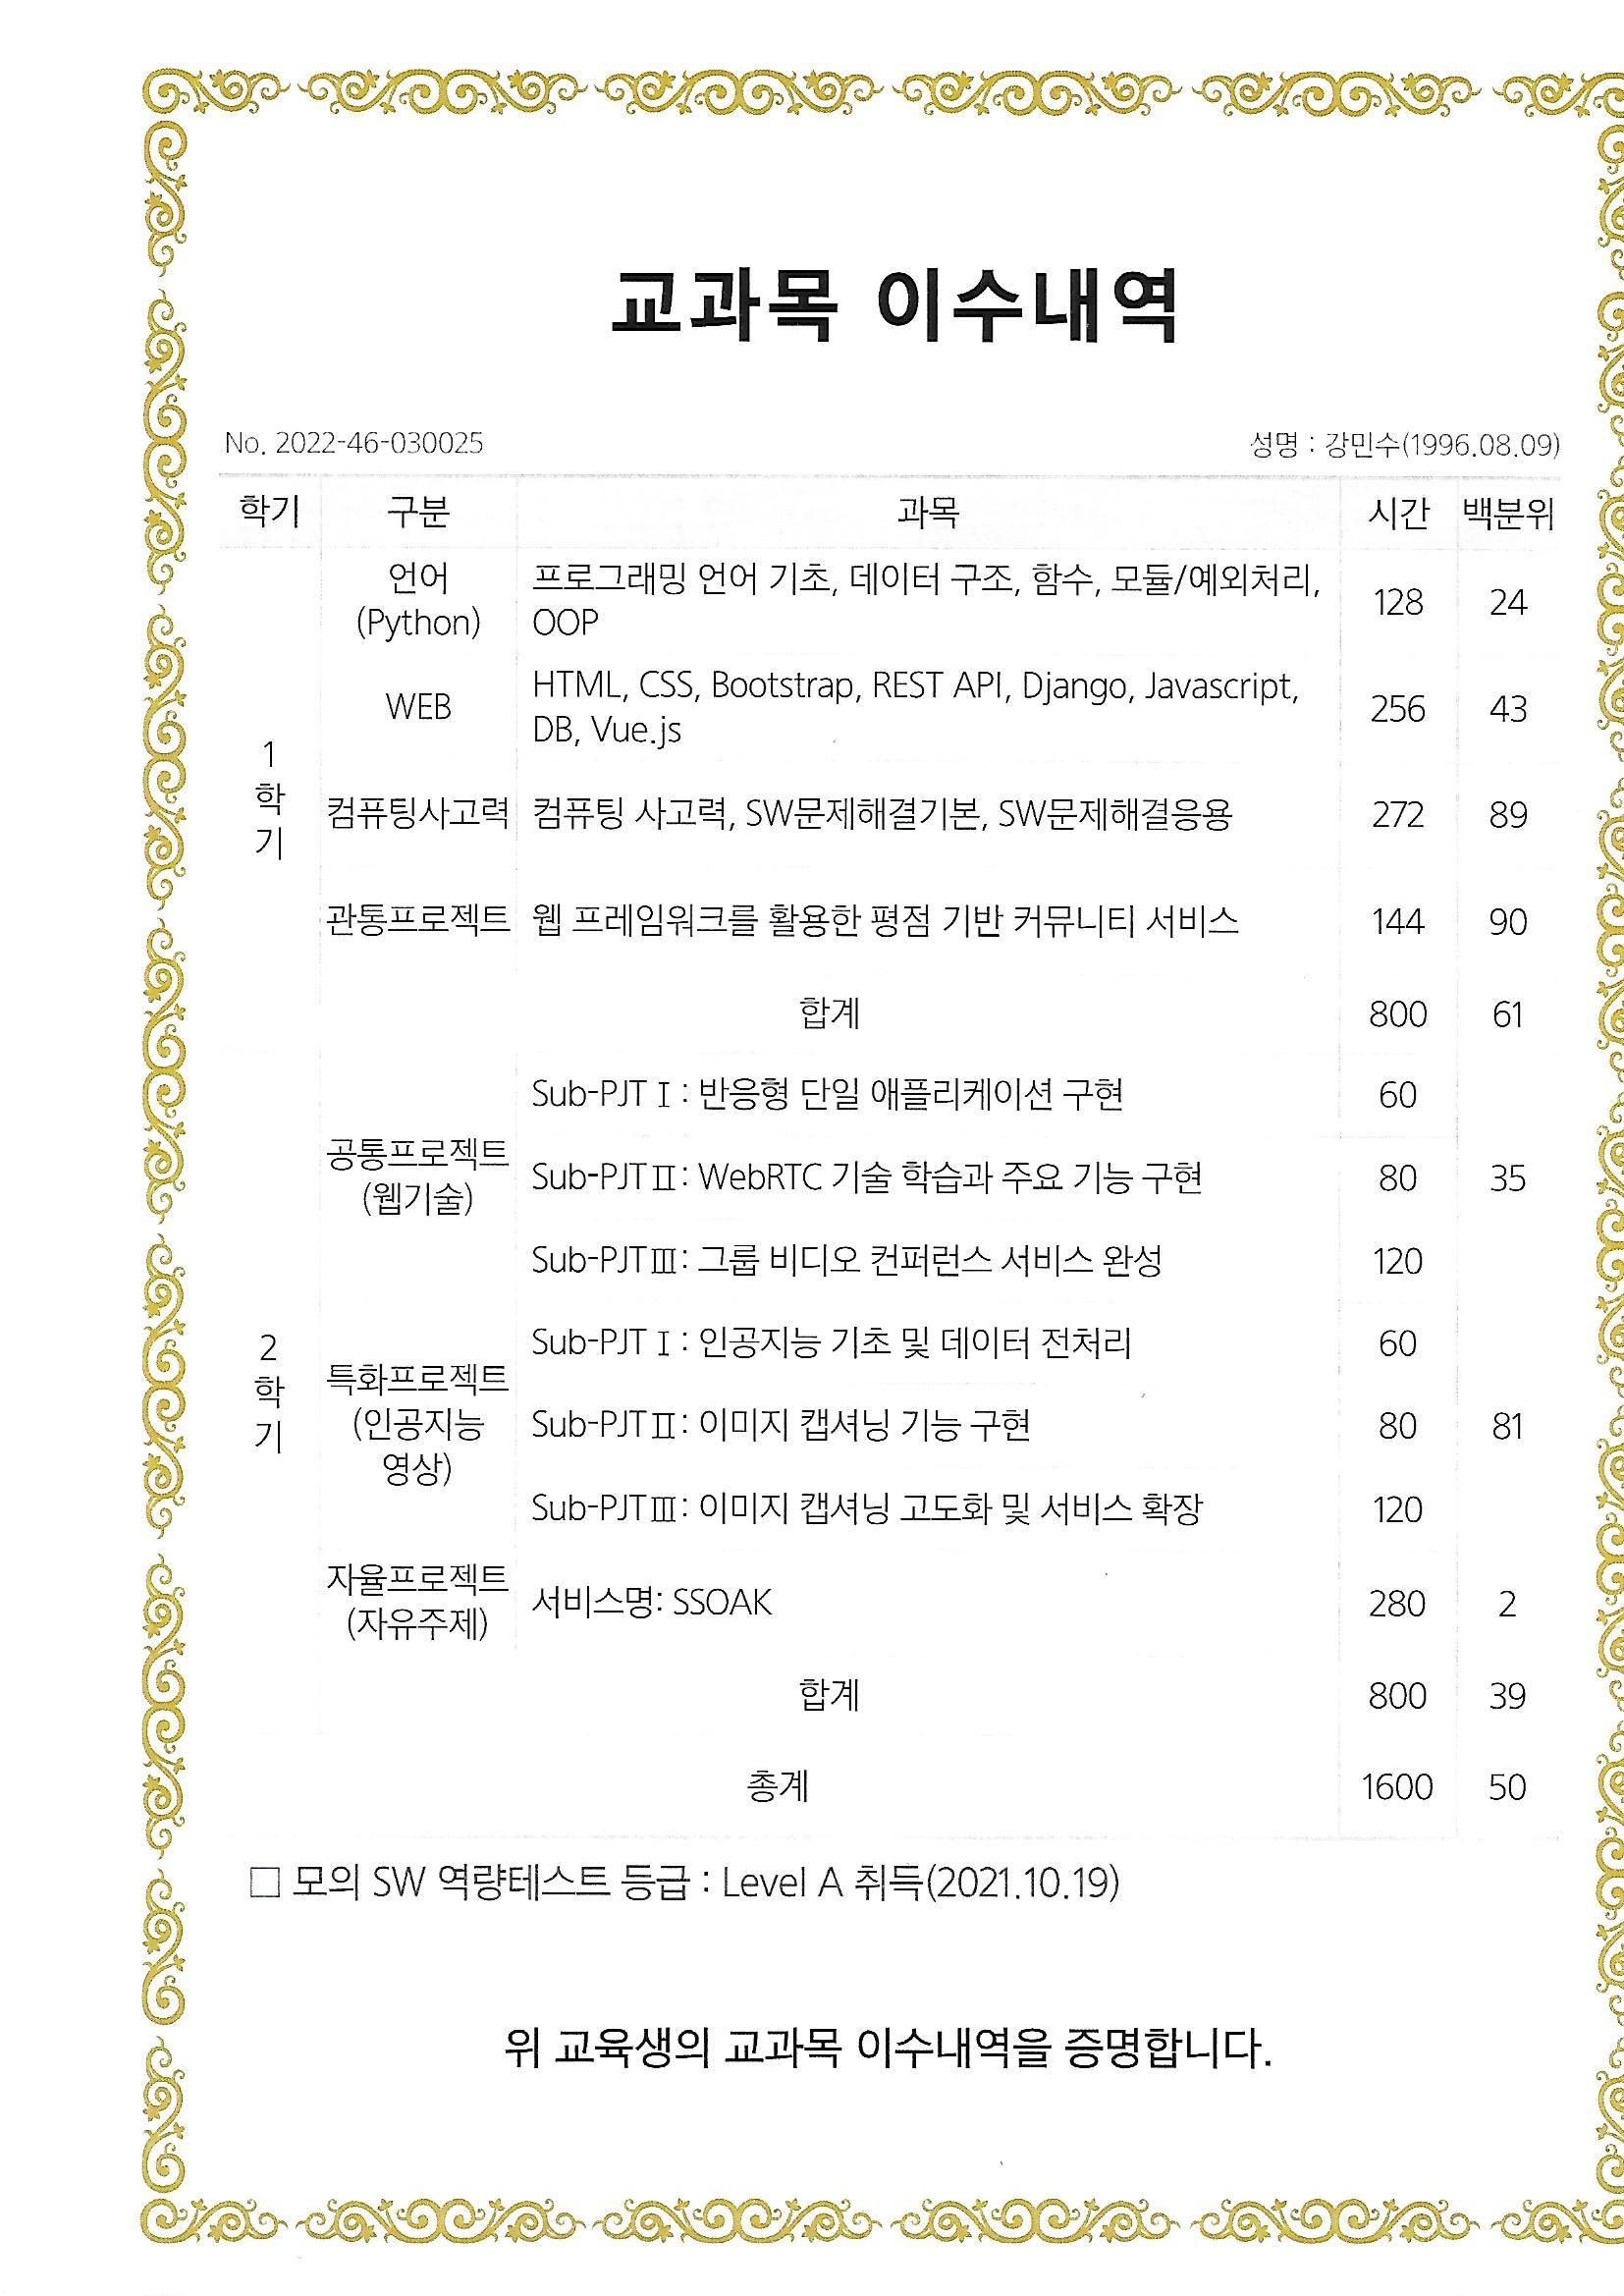 교과목 이수내역
No. 2022-46-030025 성명 : 강민수(1996.08.09)
학기 구분 과목 시간 백분위
1학기
언어
(Python)
프로그래밍 언어 기초, 데이터 구조, 함수, 모듈/예외처리,
OOP
128 24
WEB
HTML, CSS, Bootstrap, REST API, Django, Javascript,
DB, Vue.js
256 43
컴퓨팅사고력 컴퓨팅 사고력, SW문제해결기본, SW문제해결응용 272 89
관통프로젝트 웹 프레임워크를 활용한 평점 기반 커뮤니티 서비스 144 90
합계 800 61
2학기
공통프로젝트
(웹기술)
Sub-PJT Ⅰ : 반응형 단일 애플리케이션 구현 60
Sub-PJT Ⅱ : WebRTC 기술 학습과 주요 기능 구현 80 35
Sub-PJT Ⅲ : 그룹 비디오 컨퍼런스 서비스 완성 120
특화프로젝트
(인공지능
영상)
Sub-PJT Ⅰ : 인공지능 기초 및 데이터 전처리 60
Sub-PJT Ⅱ : 이미지 캡셔닝 기능 구현 80 81
Sub-PJT Ⅲ : 이미지 캡셔닝 고도화 및 서비스 확장 120
자율프로젝트
(자유주제)
서비스명: SSOAK 280 2
합계 800 39
총계 1600 50
□ 모의 SW 역량테스트 등급 : Level A 취득(2021.10.19)
위 교육생의 교과목 이수내역을 증명합니다.